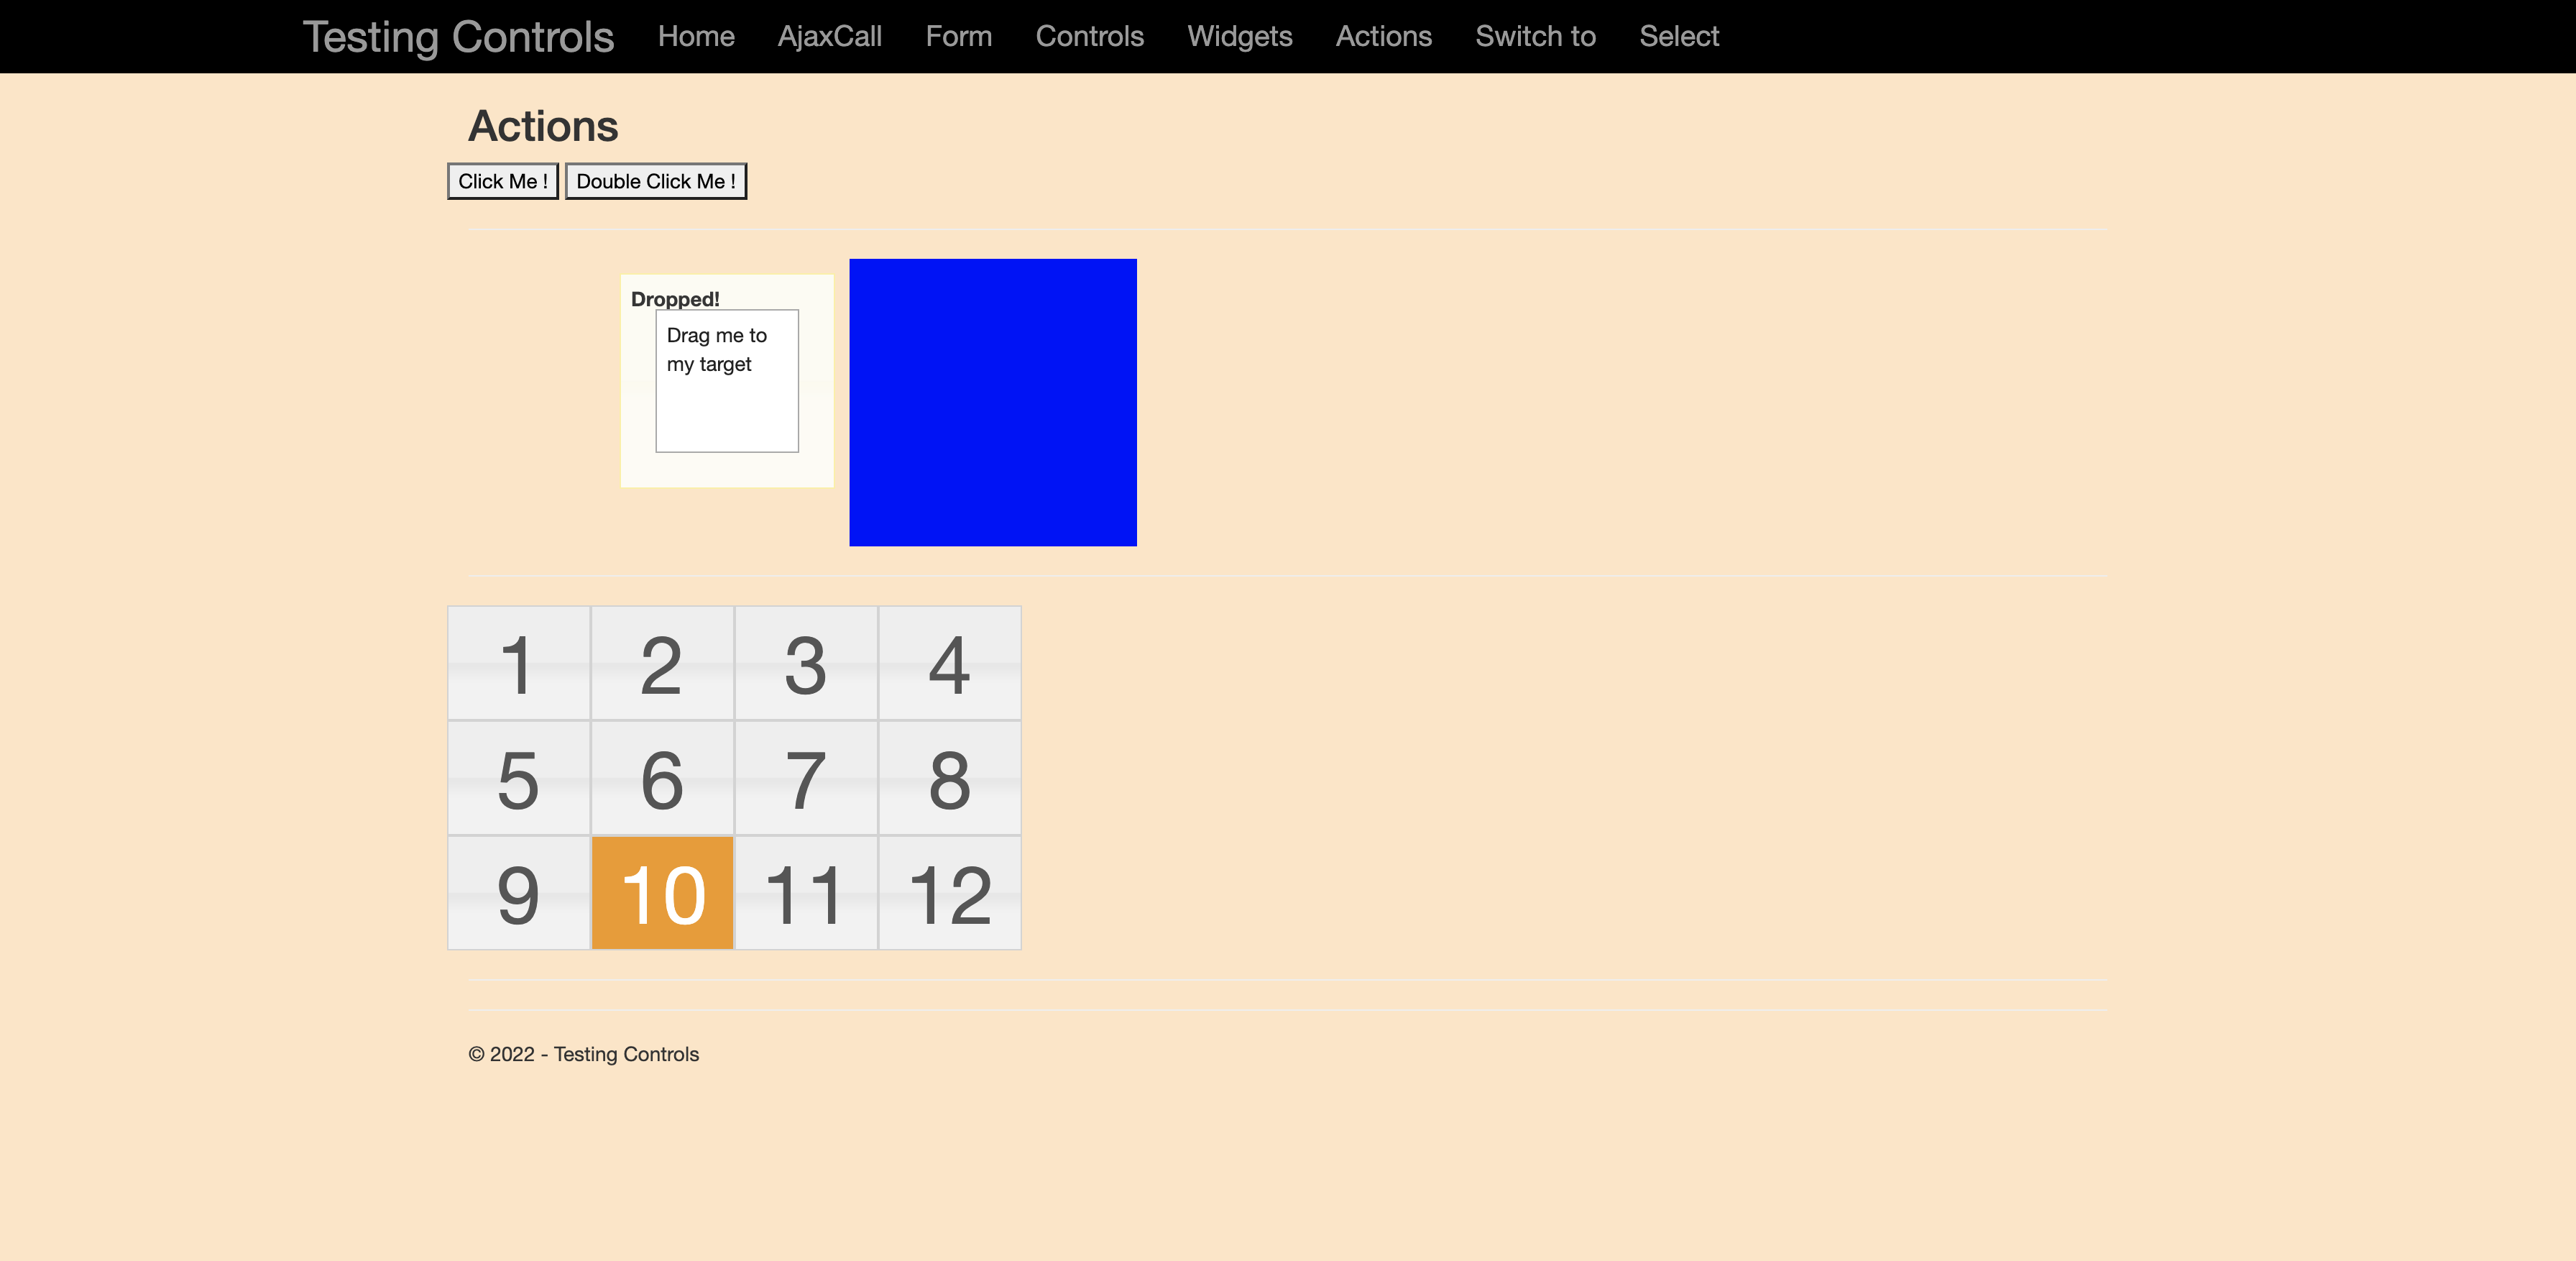 Testing Controls Home AjaxCall Form Controls Widgets Actions Switch to Select
Actions
Click Me ! Double Click Me !
Dropped!
Drag me to
my target
1 2 3 4
5 6 7 8
9 10 11 12
© 2022 - Testing Controls